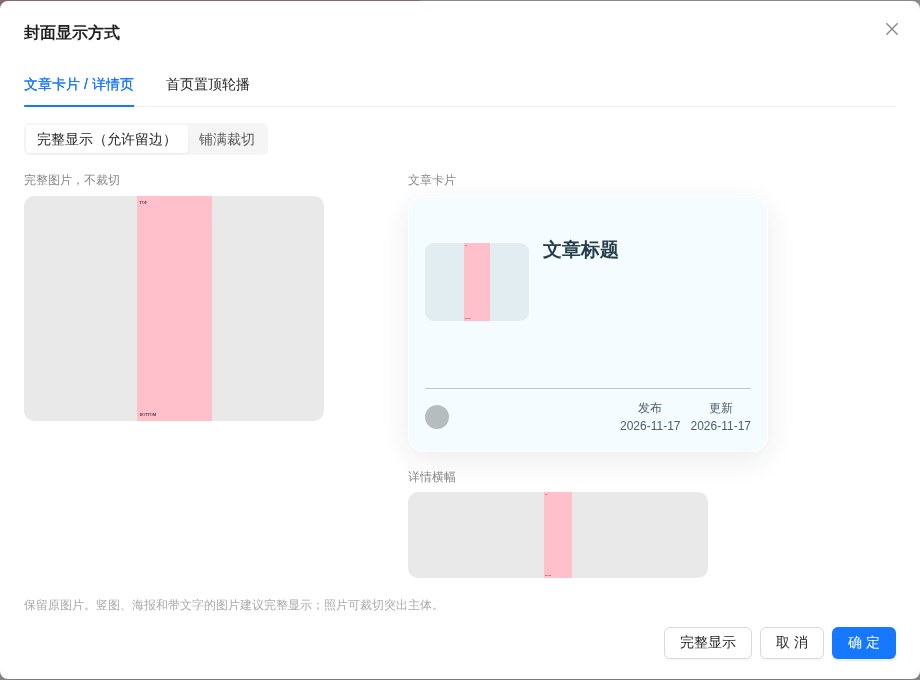 封面显示方式
文章卡片 / 详情页
首页置顶轮播
完整显示（允许留边）
铺满裁切
完整图片，不裁切
TOP
BOTTOM
文章卡片
文章标题
发布
更新
2026-11-17
2026-11-17
详情横幅
保留原图片。竖图、海报和带文字的图片建议完整显示；照片可裁切突出主体。
完整显示
取 消
确 定